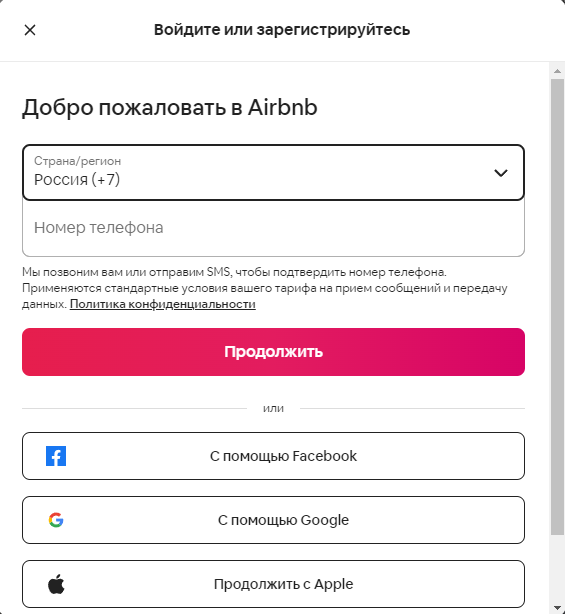 Войдите или зарегистрируйтесь
Добро пожаловать в Airbnb
Страна/регион
Россия (+7)
Номер телефона
Мы позвоним вам или отправим SMS, чтобы подтвердить номер телефона.
Применяются стандартные условия вашего тарифа на прием сообщений и передачу
данных. Политика конфиденциальности
Продолжить
или
С помощью Facebook
С помощью Google
Продолжить с Apple